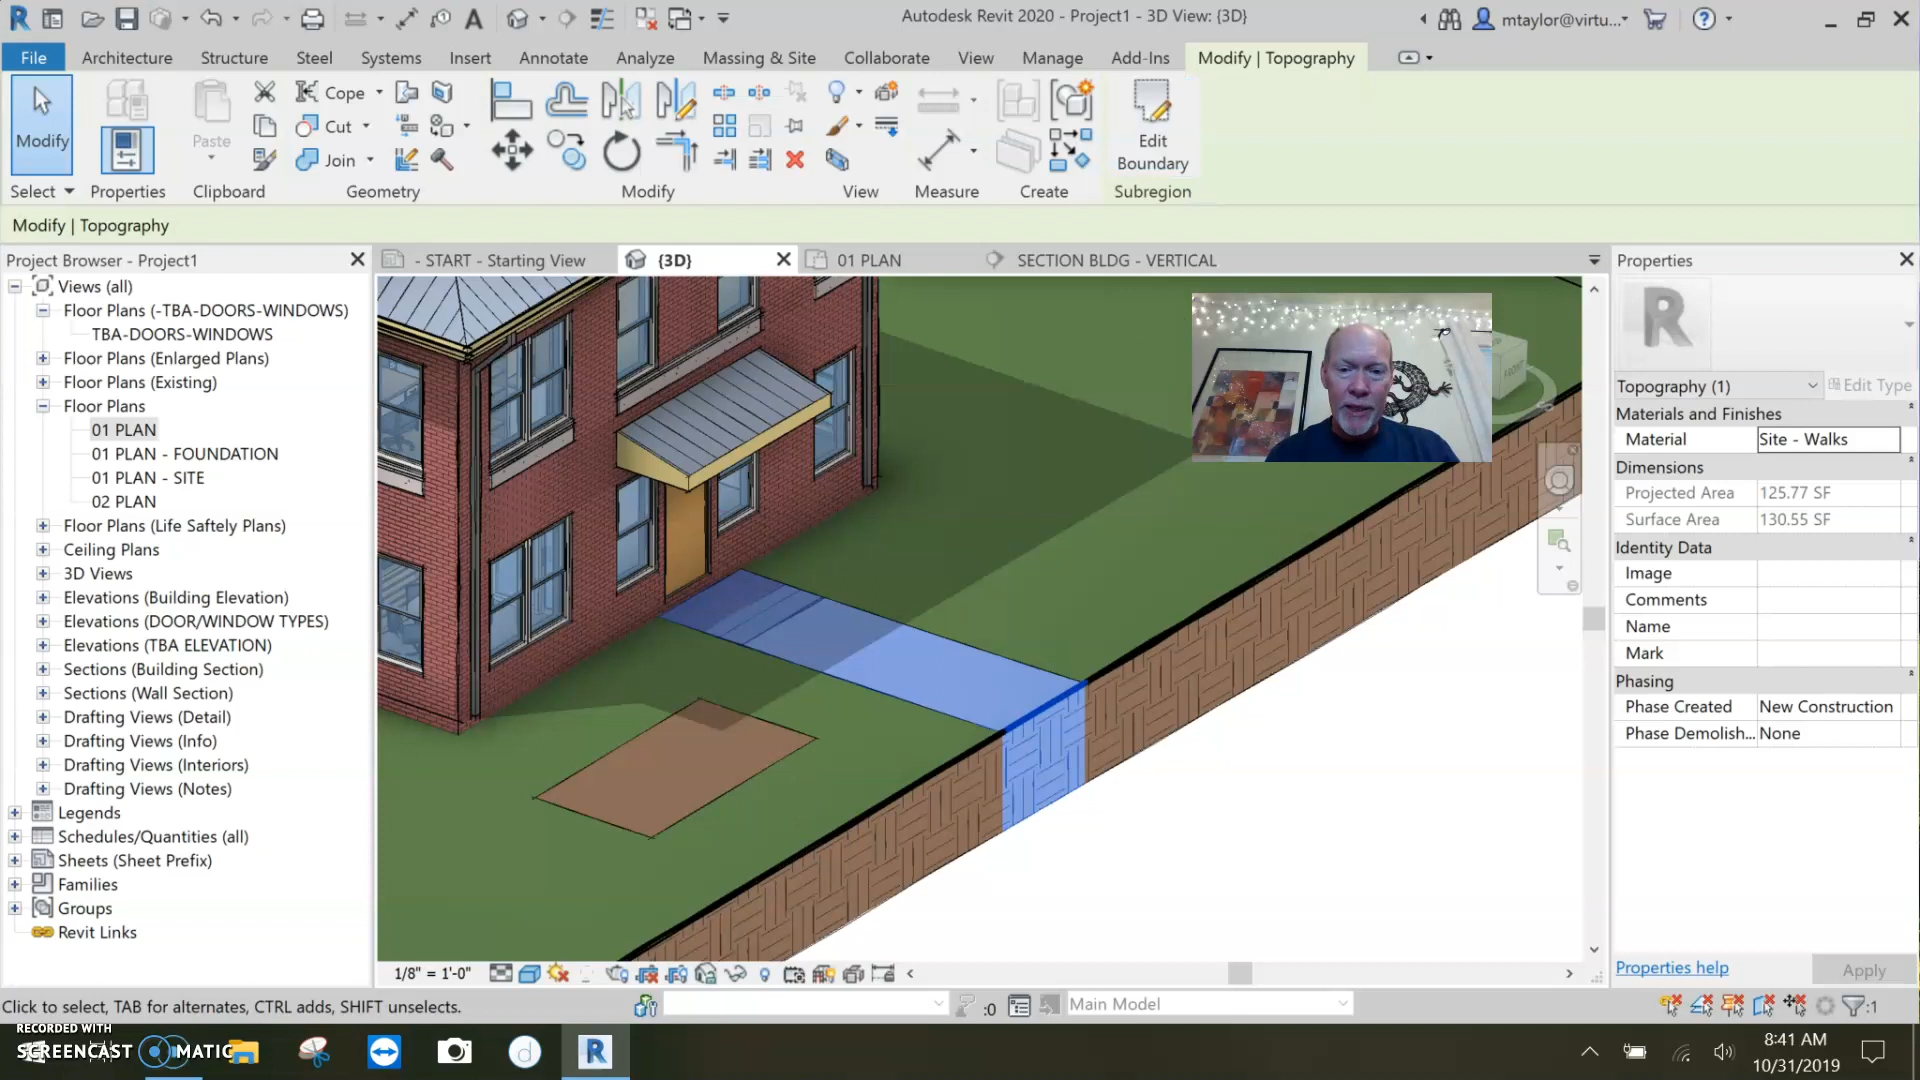 Autodesk Revit 2020 - Project1 - 3D View: {3D}
mtaylor@virtu...
File
Architecture
Structure
Steel
Systems
Insert
Annotate
Analyze
Massing & Site
Collaborate
View
Manage
Add-Ins
Modify | Topography
Modify
Paste
Cope
Cut
Join
Edit
Boundary
Select
Properties
Clipboard
Geometry
Modify
View
Measure
Create
Subregion
Modify | Topography
Project Browser - Project1
- START - Starting View
{3D}
01 PLAN
SECTION BLDG - VERTICAL
Properties
Views (all)
Floor Plans (-TBA-DOORS-WINDOWS)
TBA-DOORS-WINDOWS
Floor Plans (Enlarged Plans)
Floor Plans (Existing)
Floor Plans
01 PLAN
01 PLAN - FOUNDATION
01 PLAN - SITE
02 PLAN
Floor Plans (Life Saftely Plans)
Ceiling Plans
3D Views
Elevations (Building Elevation)
Elevations (DOOR/WINDOW TYPES)
Elevations (TBA ELEVATION)
Sections (Building Section)
Sections (Wall Section)
Drafting Views (Detail)
Drafting Views (Info)
Drafting Views (Interiors)
Drafting Views (Notes)
Legends
Schedules/Quantities (all)
Sheets (Sheet Prefix)
Families
Groups
Revit Links
FRONT
R
Topography (1)
Edit Type
Materials and Finishes
Material Site - Walks
Dimensions
Projected Area 125.77 SF
Surface Area 130.55 SF
Identity Data
Image
Comments
Name
Mark
Phasing
Phase Created New Construction
Phase Demolish... None
Properties help
Apply
1/8" = 1'-0"
Click to select, TAB for alternates, CTRL adds, SHIFT unselects.
:0
Main Model
:1
RECORDED WITH
SCREENCAST MATIC
8:41 AM
10/31/2019